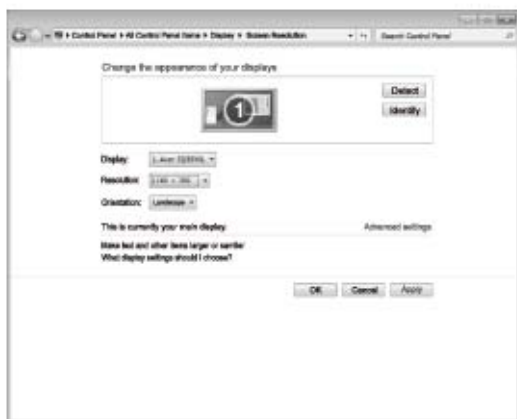 Control Panel All Control Panel Items Display Screen Resolution Search Control Panel
Change the appearance of your displays
1
Detect
Identify
Display:
Resolution:
Orientation: Landscape
This is currently your main display. Advanced settings
Make text and other items larger or smaller
What display settings should I choose?
OK Cancel Apply